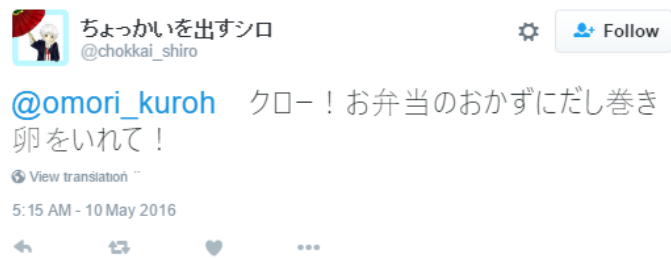 ちょっかいを出すシロ
@chokkai_shiro
Follow
@omori_kuroh　クロー！お弁当のおかずにだし巻き
卵をいれて！
View translation
5:15 AM - 10 May 2016